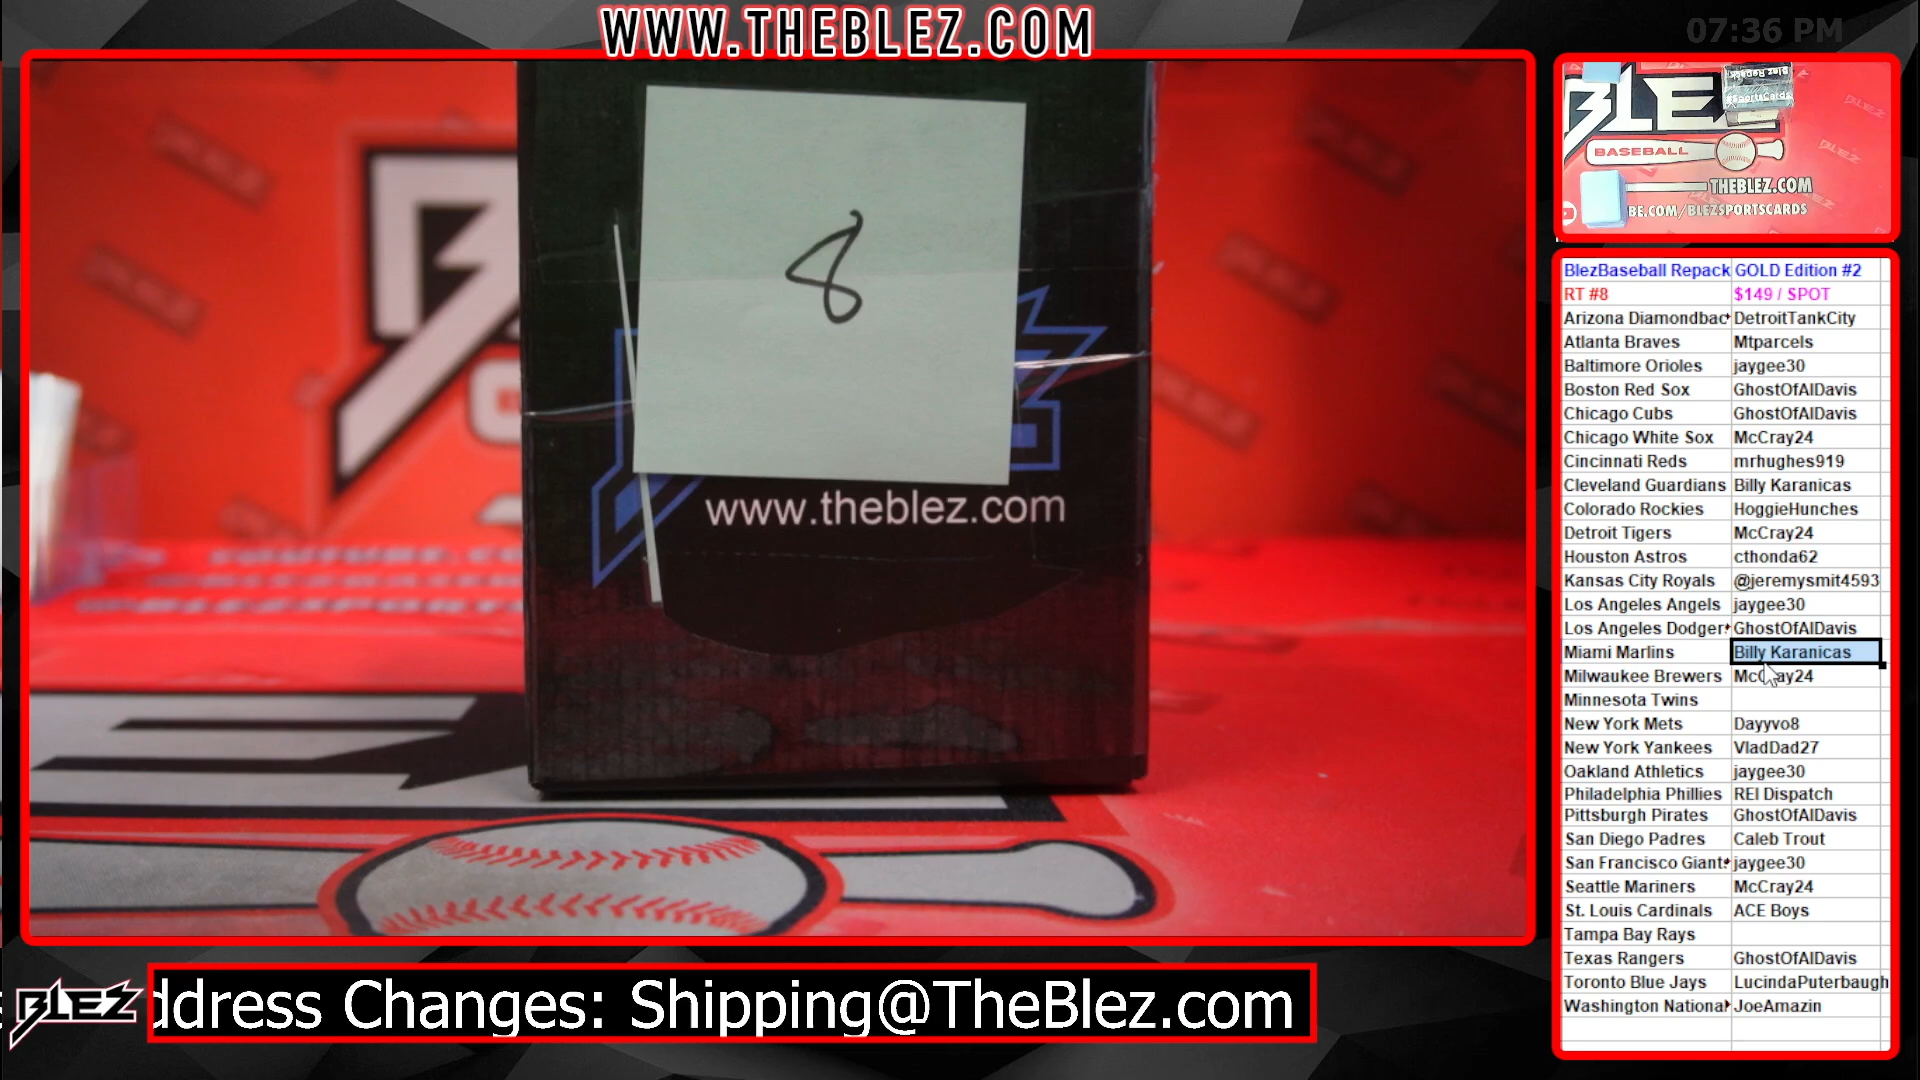 WWW.THEBLEZ.COM
07:36 PM
8
www.theblez.com
Blez Repack
#SportsCards
BLE
BASEBALL
THEBLEZ.COM
BE.COM/BLEZSPORTSCARDS
BlezBaseball Repack GOLD Edition #2
RT #8 $149 / SPOT
Arizona Diamondbac DetroitTankCity
Atlanta Braves Mtparcels
Baltimore Orioles jaygee30
Boston Red Sox GhostOfAlDavis
Chicago Cubs GhostOfAlDavis
Chicago White Sox McCray24
Cincinnati Reds mrhughes919
Cleveland Guardians Billy Karanicas
Colorado Rockies HoggieHunches
Detroit Tigers McCray24
Houston Astros cthonda62
Kansas City Royals @jeremysmit4593
Los Angeles Angels jaygee30
Los Angeles Dodger GhostOfAlDavis
Miami Marlins Billy Karanicas
Milwaukee Brewers McCray24
Minnesota Twins
New York Mets Dayyvo8
New York Yankees VladDad27
Oakland Athletics jaygee30
Philadelphia Phillies REI Dispatch
Pittsburgh Pirates GhostOfAlDavis
San Diego Padres Caleb Trout
San Francisco Giant jaygee30
Seattle Mariners McCray24
St. Louis Cardinals ACE Boys
Tampa Bay Rays
Texas Rangers GhostOfAlDavis
Toronto Blue Jays LucindaPuterbaugh
Washington Nationa JoeAmazin
BLEZ
ddress Changes: Shipping@TheBlez.com